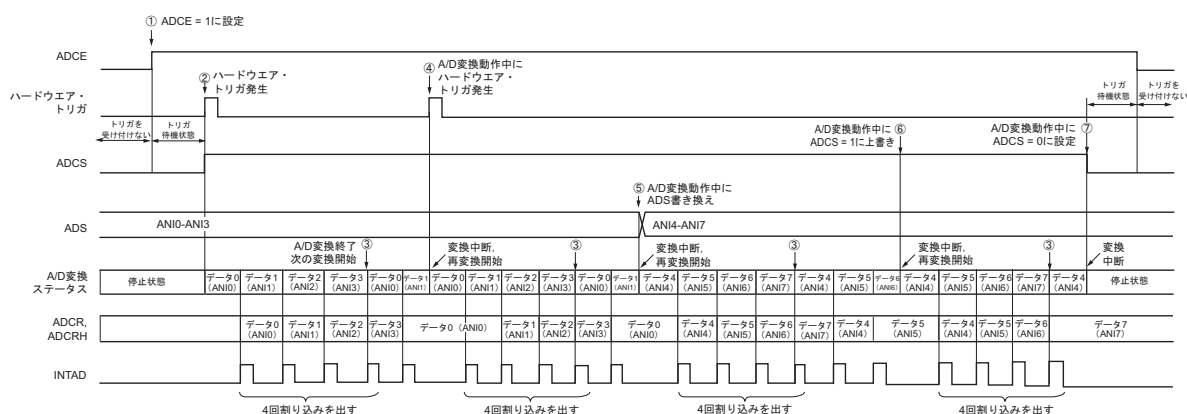 ① ADCE = 1に設定
ADCE
② ハードウエア・
トリガ発生
④ A/D変換動作中に
ハードウエア・
トリガ発生
ハードウエア・
トリガ
トリガを
受け付けない
トリガ
待機状態
トリガ
待機状態
トリガを
受け付けない
A/D変換動作中に ⑥
ADCS = 1に上書き
A/D変換動作中に ⑦
ADCS = 0に設定
ADCS
⑤ A/D変換動作中に
ADS書き換え
ADS
ANI0-ANI3
ANI4-ANI7
A/D変換終了 ③
次の変換開始
変換中断,
再変換開始
③
変換中断,
再変換開始
③
変換中断,
再変換開始
③
変換
中断
A/D変換
ステータス
停止状態
データ0 データ1 データ2 データ3 データ0 データ1 データ0 データ1 データ2 データ3 データ0 データ1 データ4 データ5 データ6 データ7 データ4 データ5 データ6 データ4 データ5 データ6 データ7 データ4
(ANI0) (ANI1) (ANI2) (ANI3) (ANI0) (ANI1) (ANI0) (ANI1) (ANI2) (ANI3) (ANI0) (ANI1) (ANI4) (ANI5) (ANI6) (ANI7) (ANI4) (ANI5) (ANI6) (ANI4) (ANI5) (ANI6) (ANI7) (ANI4)
停止状態
ADCR,
ADCRH
データ0 データ1 データ2 データ3 データ0 (ANI0) データ1 データ2 データ3 データ0 データ4 データ5 データ6 データ7 データ4 データ5 データ4 データ5 データ6 データ7
(ANI0) (ANI1) (ANI2) (ANI3) (ANI1) (ANI2) (ANI3) (ANI0) (ANI4) (ANI5) (ANI6) (ANI7) (ANI4) (ANI5) (ANI4) (ANI5) (ANI6) (ANI7)
INTAD
4回割り込みを出す
4回割り込みを出す
4回割り込みを出す
4回割り込みを出す